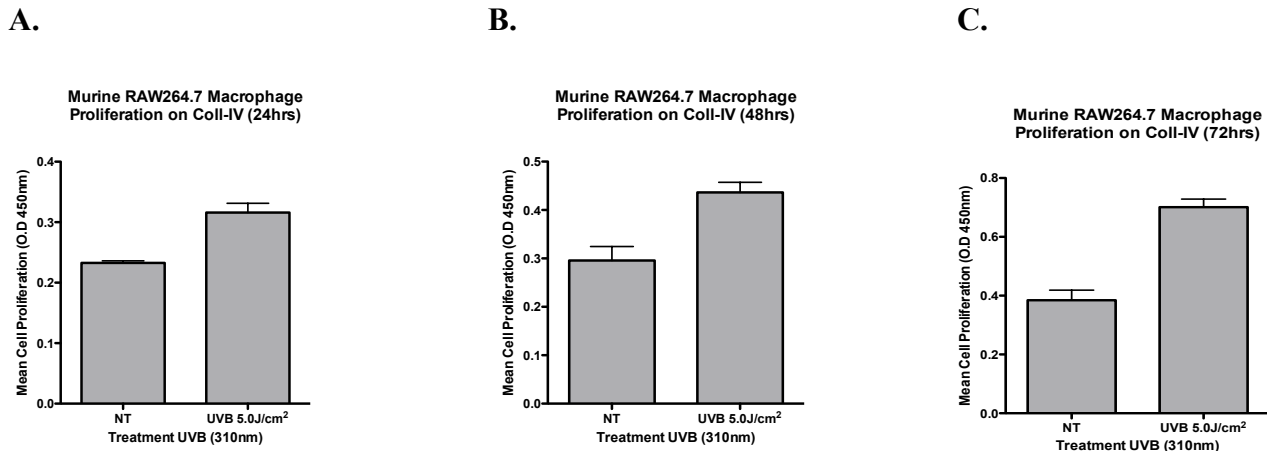 A.
Murine RAW264.7 Macrophage
Proliferation on Coll-IV (24hrs)
Mean Cell Proliferation (O.D 450nm)
0.4
0.3
0.2
0.1
0.0
NT
UVB 5.0J/cm²
Treatment UVB (310nm)
B.
Murine RAW264.7 Macrophage
Proliferation on Coll-IV (48hrs)
Mean Cell Proliferation (O.D 450nm)
0.5
0.4
0.3
0.2
0.1
0.0
NT
UVB 5.0J/cm²
Treatment UVB (310nm)
C.
Murine RAW264.7 Macrophage
Proliferation on Coll-IV (72hrs)
Mean Cell Proliferation (O.D 450nm)
0.8
0.6
0.4
0.2
0.0
NT
UVB 5.0J/cm²
Treatment UVB (310nm)